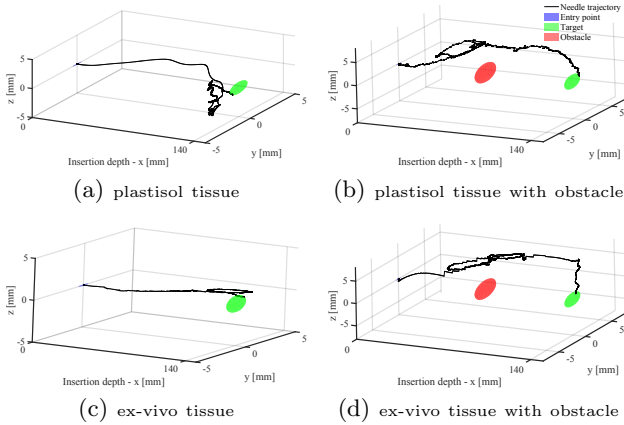 Needle trajectory
Entry point
Target
Obstacle
5
0
-5
z [mm]
0
Insertion depth - x [mm]
140
-5
0
5
y [mm]
(a) plastisol tissue
5
0
-5
z [mm]
0
Insertion depth - x [mm]
140
-5
0
5
y [mm]
(b) plastisol tissue with obstacle
5
0
-5
z [mm]
0
Insertion depth - x [mm]
140
-5
0
5
y [mm]
(c) ex-vivo tissue
5
0
-5
z [mm]
0
Insertion depth - x [mm]
140
-5
0
5
y [mm]
(d) ex-vivo tissue with obstacle